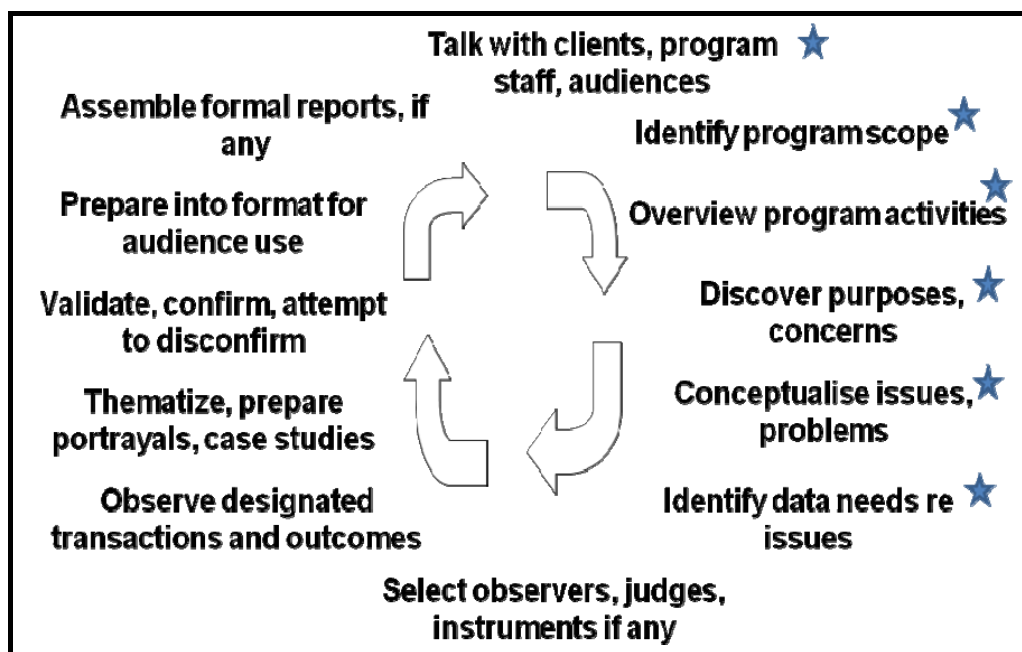 Talk with clients, program
staff, audiences
Identify program scope
Overview program activities
Discover purposes,
concerns
Conceptualise issues,
problems
Identify data needs re
issues
Select observers, judges,
instruments if any
Observe designated
transactions and outcomes
Thematize, prepare
portrayals, case studies
Validate, confirm, attempt
to disconfirm
Prepare into format for
audience use
Assemble formal reports, if
any